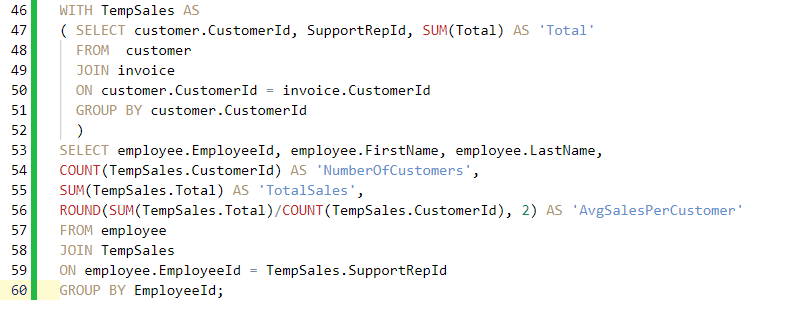 46 WITH TempSales AS
47 ( SELECT customer.CustomerId, SupportRepId, SUM(Total) AS 'Total'
48 FROM customer
49 JOIN invoice
50 ON customer.CustomerId = invoice.CustomerId
51 GROUP BY customer.CustomerId
52 )
53 SELECT employee.EmployeeId, employee.FirstName, employee.LastName,
54 COUNT(TempSales.CustomerId) AS 'NumberOfCustomers',
55 SUM(TempSales.Total) AS 'TotalSales',
56 ROUND(SUM(TempSales.Total)/COUNT(TempSales.CustomerId), 2) AS 'AvgSalesPerCustomer'
57 FROM employee
58 JOIN TempSales
59 ON employee.EmployeeId = TempSales.SupportRepId
60 GROUP BY EmployeeId;